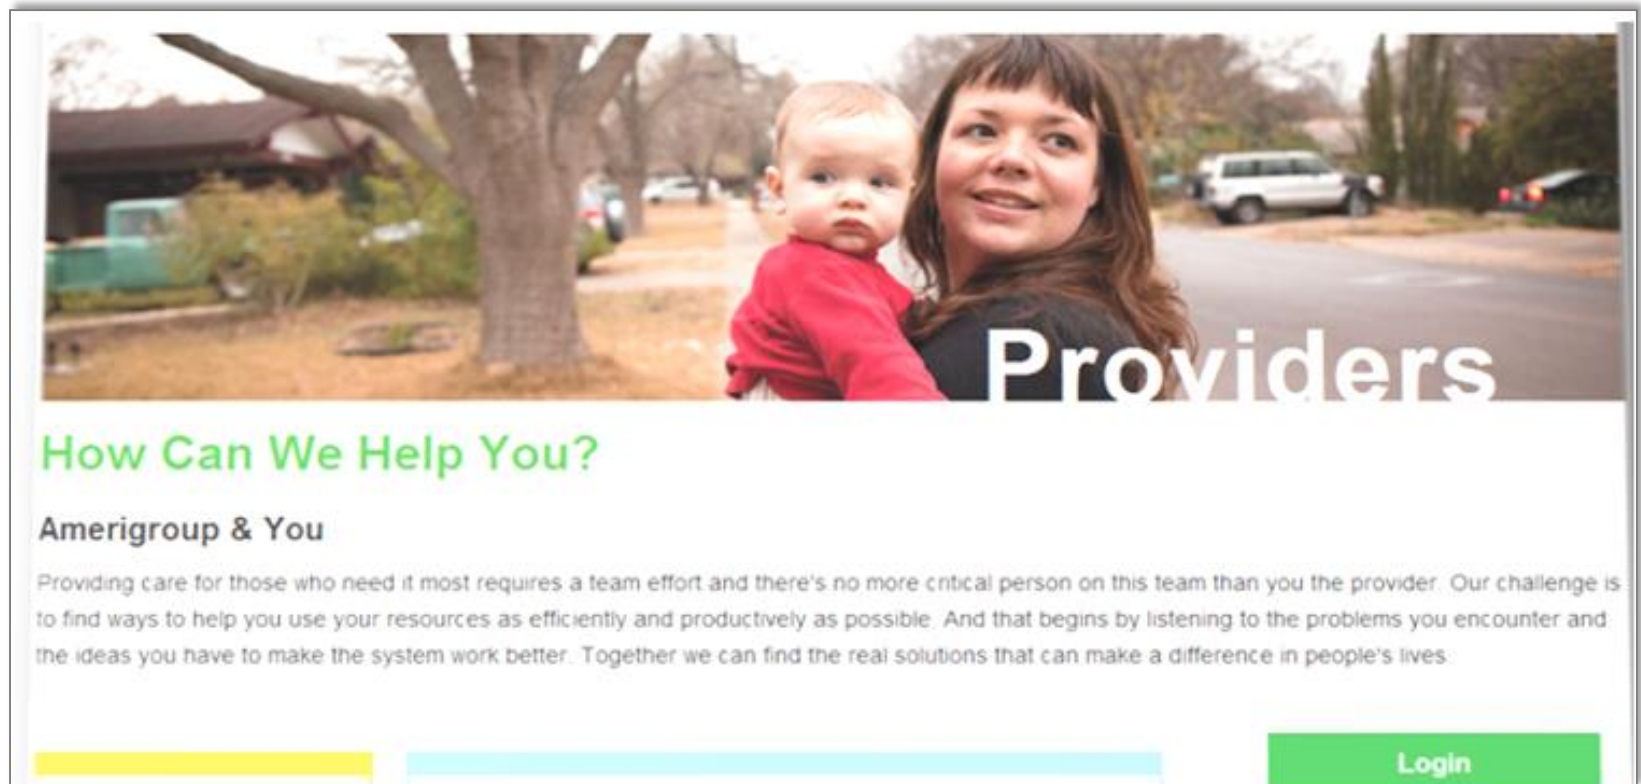 Providers
How Can We Help You?
Amerigroup & You
Providing care for those who need it most requires a team effort and there's no more critical person on this team than you the provider. Our challenge is
to find ways to help you use your resources as efficiently and productively as possible. And that begins by listening to the problems you encounter and
the ideas you have to make the system work better. Together we can find the real solutions that can make a difference in people's lives.
Login